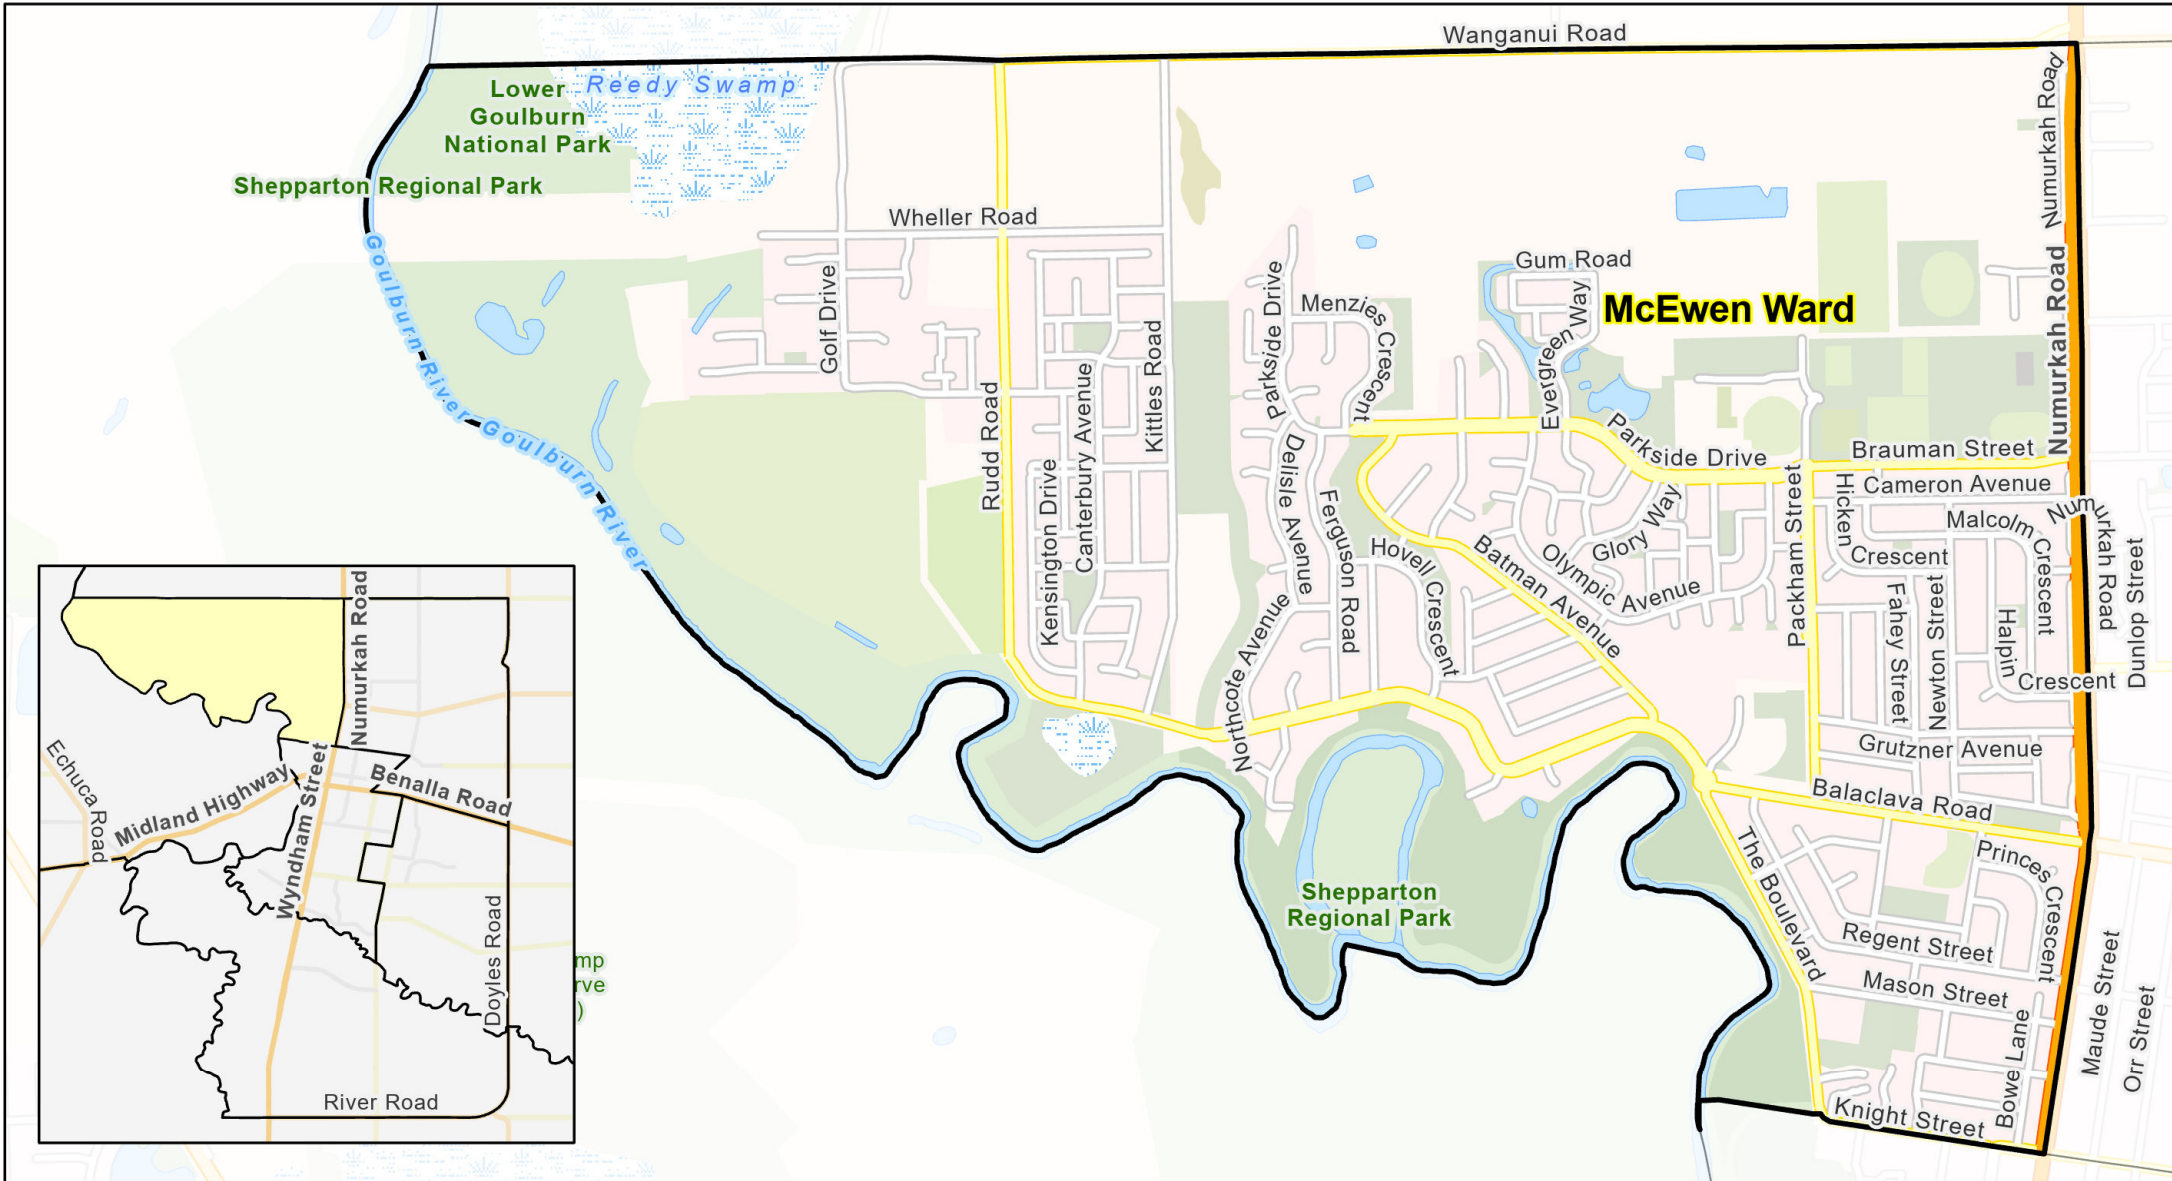 Wanganui Road
Lower
Goulburn
National Park
Reedy Swamp
Shepparton Regional Park
Numurkah Road
Wheller Road
Goulburn River
Goulburn River
Golf Drive
Rudd Road
Kittles Road
Canterbury Avenue
Kensington Drive
Parkside Drive
Menzies Crescent
Gum Road
Evergreen Way
McEwen Ward
Numurkah Road
Parkside Drive
Brauman Street
Cameron Avenue
Delisle Avenue
Ferguson Road
Hovell Crescent
Batman Avenue
Olympic Avenue
Glory Way
Packham Street
Hicken
Crescent
Malcolm Crescent
Numurkah Road
Dunlop Street
Fahey Street
Newton Street
Halpin
Crescent
Northcote Avenue
Grutzner Avenue
Balaclava Road
The Boulevard
Princes Crescent
Shepparton
Regional Park
Regent Street
Mason Street
Bowe Lane
Knight Street
Maude Street
Orr Street
Numurkah Road
Echuca Road
Midland Highway
Wyndham Street
Benalla Road
Doyles Road
River Road
mp
rve
)